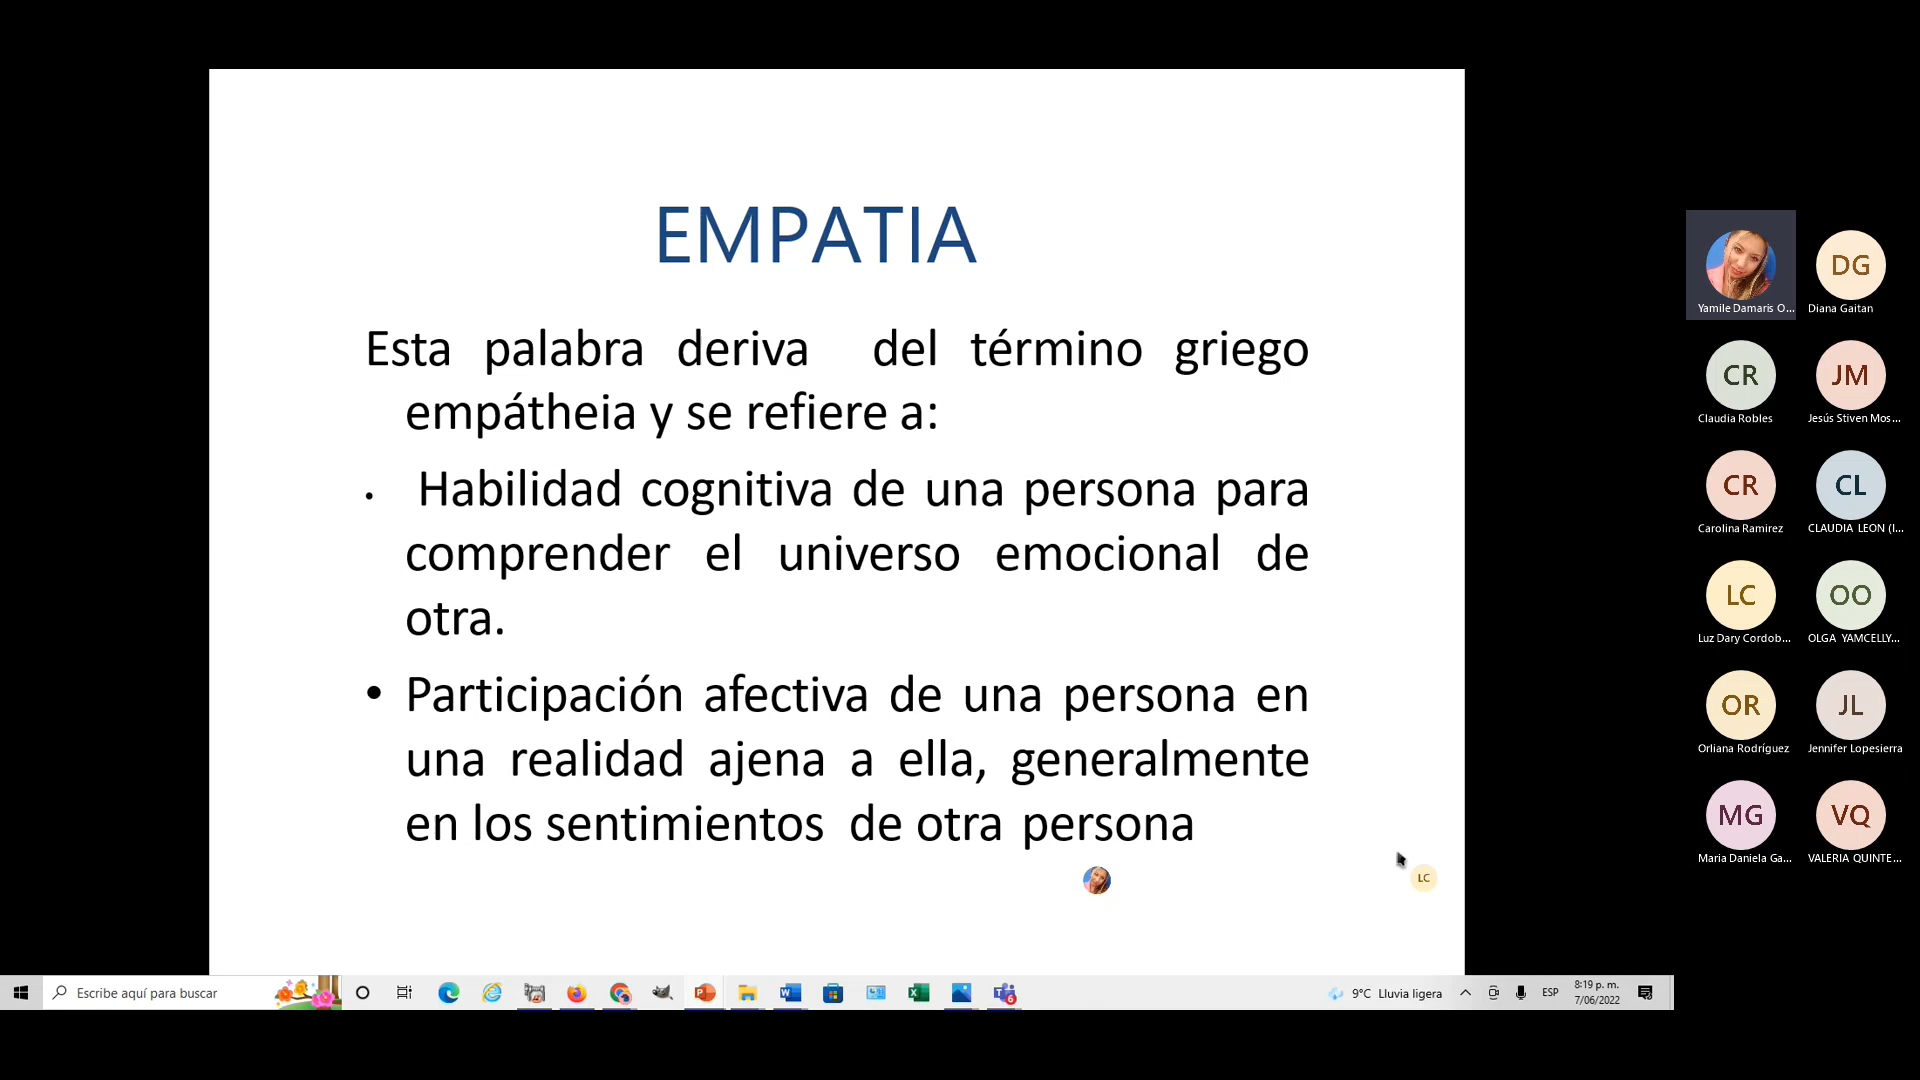 EMPATIA
Esta palabra deriva del término griego
empátheia y se refiere a:
• Habilidad cognitiva de una persona para
comprender el universo emocional de
otra.
• Participación afectiva de una persona en
una realidad ajena a ella, generalmente
en los sentimientos de otra persona
LC
Yamile Damaris O...
DG
Diana Gaitan
CR
Claudia Robles
JM
Jesús Stiven Mos...
CR
Carolina Ramirez
CL
CLAUDIA LEON (I...
LC
Luz Dary Cordob...
OO
OLGA YAMCELLY...
OR
Orliana Rodríguez
JL
Jennifer Lopesierra
MG
Maria Daniela Ga...
VQ
VALERIA QUINTE...
Escribe aquí para buscar
6
9°C Lluvia ligera
ESP
8:19 p. m.
7/06/2022